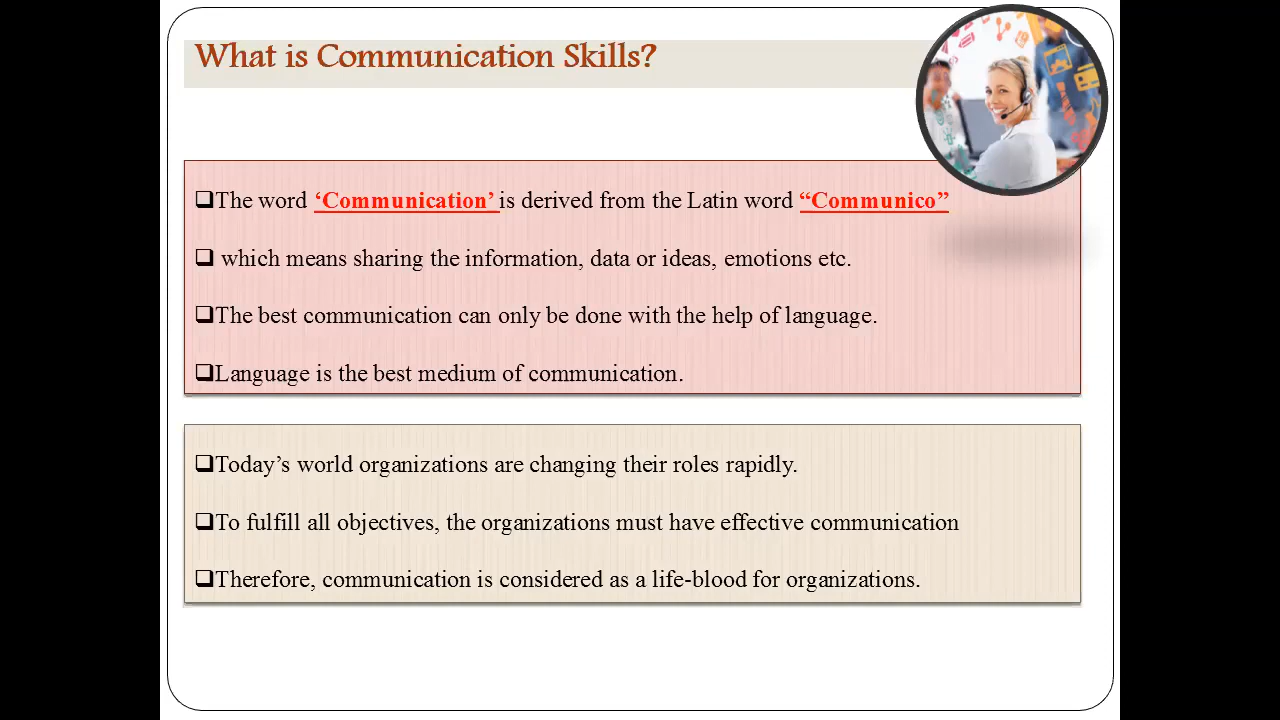 What is Communication Skills?
❑The word ‘Communication’ is derived from the Latin word “Communico”
❑ which means sharing the information, data or ideas, emotions etc.
❑The best communication can only be done with the help of language.
❑Language is the best medium of communication.
❑Today’s world organizations are changing their roles rapidly.
❑To fulfill all objectives, the organizations must have effective communication
❑Therefore, communication is considered as a life-blood for organizations.